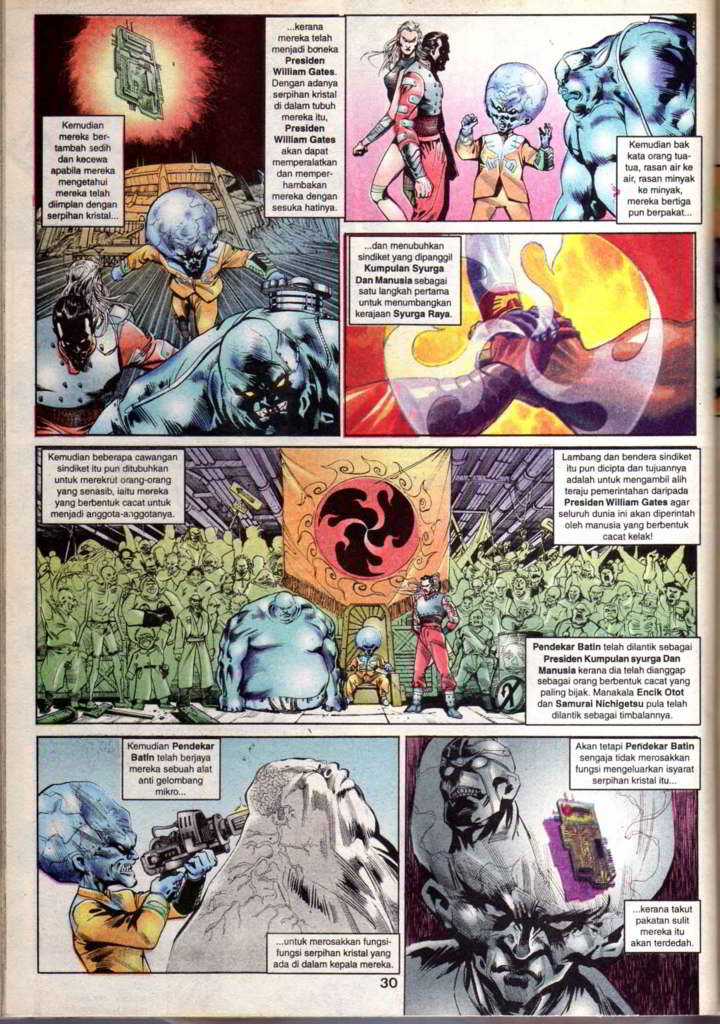 Kemudian
mereka ber-
tambah sedih
dan kecewa
apabila mereka
mengetahui
mereka telah
diimplan dengan
serpihan kristal...
...kerana
mereka telah
menjadi boneka
Presiden
William Gates.
Dengan adanya
serpihan kristal
di dalam tubuh
mereka itu,
Presiden
William Gates
akan dapat
memperalatkan
dan memper-
hambakan
mereka dengan
sesuka hatinya.
Kemudian bak
kata orang tua-
tua, rasan air ke
air, rasan minyak
ke minyak,
mereka bertiga
pun berpakat...
...dan menubuhkan
sindiket yang dipanggil
Kumpulan Syurga
Dan Manusia sebagai
satu langkah pertama
untuk menumbangkan
kerajaan Syurga Raya.
Kemudian beberapa cawangan
sindiket itu pun ditubuhkan
untuk merekrut orang-orang
yang senasib, iaitu mereka
yang berbentuk cacat untuk
menjadi anggota-anggotanya.
Lambang dan bendera sindiket
itu pun dicipta dan tujuannya
adalah untuk mengambil alih
teraju pemerintahan daripada
Presiden William Gates agar
seluruh dunia ini akan diperintah
oleh manusia yang berbentuk
cacat kelak!
Pendekar Batin telah dilantik sebagai
Presiden Kumpulan syurga Dan
Manusia kerana dia telah dianggap
sebagai orang berbentuk cacat yang
paling bijak. Manakala Encik Otot
dan Samurai Nichigetsu pula telah
dilantik sebagai timbalannya.
Kemudian Pendekar
Batin telah berjaya
mereka sebuah alat
anti gelombang
mikro...
...untuk merosakkan fungsi-
fungsi serpihan kristal yang
ada di dalam kepala mereka.
Akan tetapi Pendekar Batin
sengaja tidak merosakkan
fungsi mengeluarkan isyarat
serpihan kristal itu...
...kerana takut
pakatan sulit
mereka itu
akan terdedah.
30